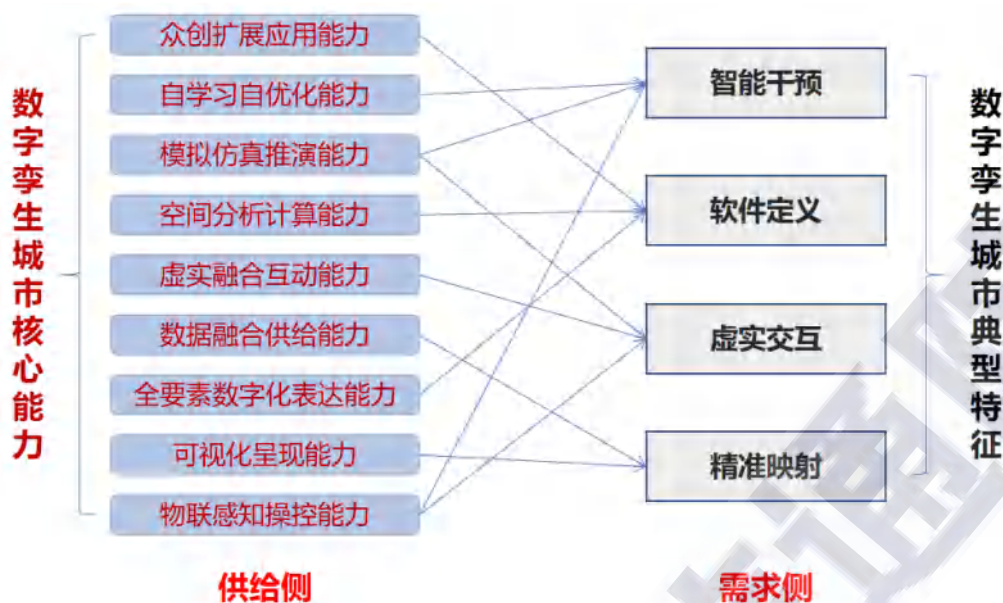 数字孪生城市核心能力
众创扩展应用能力
自学习自优化能力
模拟仿真推演能力
空间分析计算能力
虚实融合互动能力
数据融合供给能力
全要素数字化表达能力
可视化呈现能力
物联感知操控能力
供给侧
智能干预
软件定义
虚实交互
精准映射
需求侧
数字孪生城市典型特征